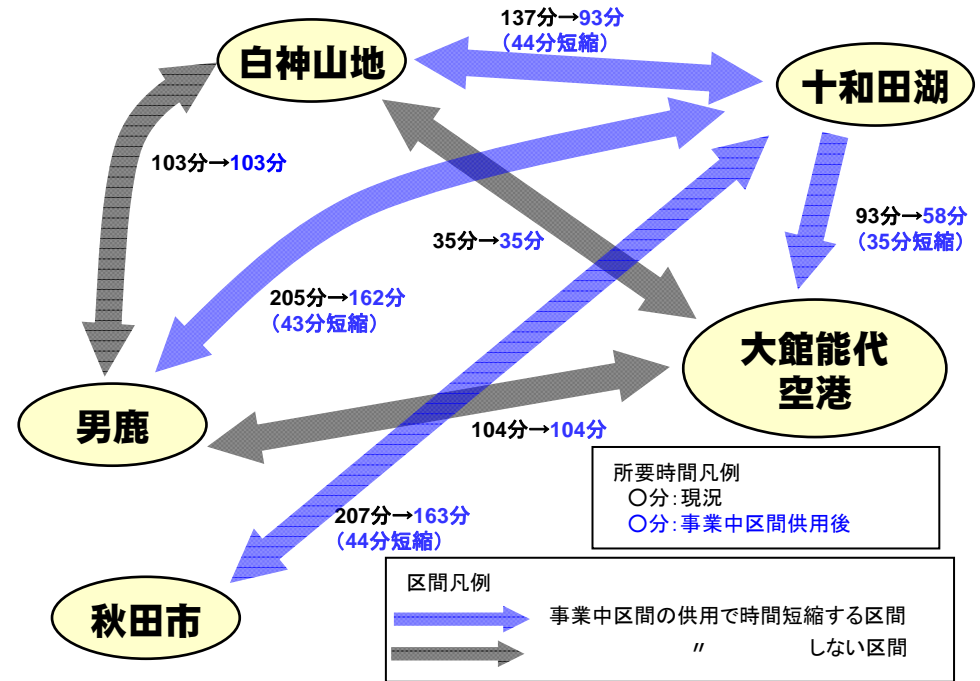 137分→93分
（44分短縮）
白神山地
十和田湖
103分→103分
93分→58分
（35分短縮）
35分→35分
205分→162分
（43分短縮）
大館能代
空港
男鹿
104分→104分
所要時間凡例
〇分：現況
〇分：事業中区間供用後
207分→163分
（44分短縮）
区間凡例
事業中区間の供用で時間短縮する区間
〃 しない区間
秋田市